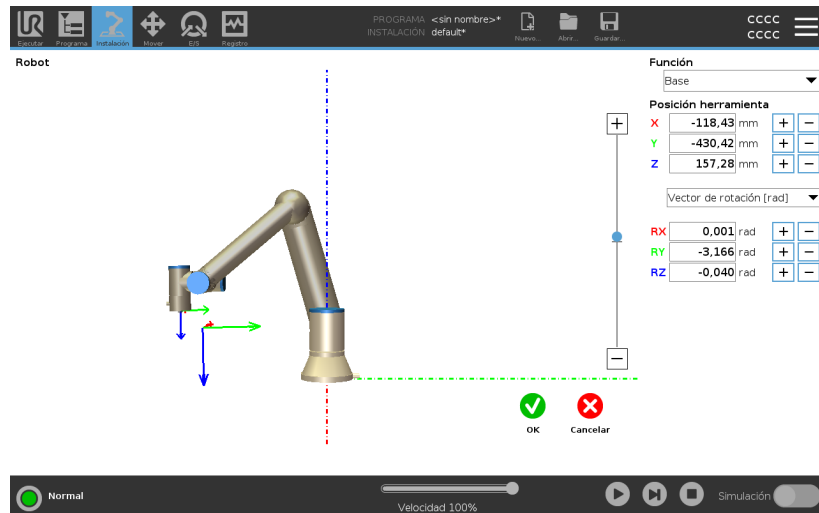 UR
PROGRAMA <sin nombre>*
INSTALACIÓN default*
Ejecutar Programa Instalación Mover E/S Registro
Nuevo... Abrir... Guardar...
CCCC
CCCC
Robot
Función
Base
Posición herramienta
X -118,43 mm + −
Y -430,42 mm + −
Z 157,28 mm + −
Vector de rotación [rad]
RX 0,001 rad + −
RY -3,166 rad + −
RZ -0,040 rad + −
+
−
OK Cancelar
Normal
Velocidad 100%
Simulación